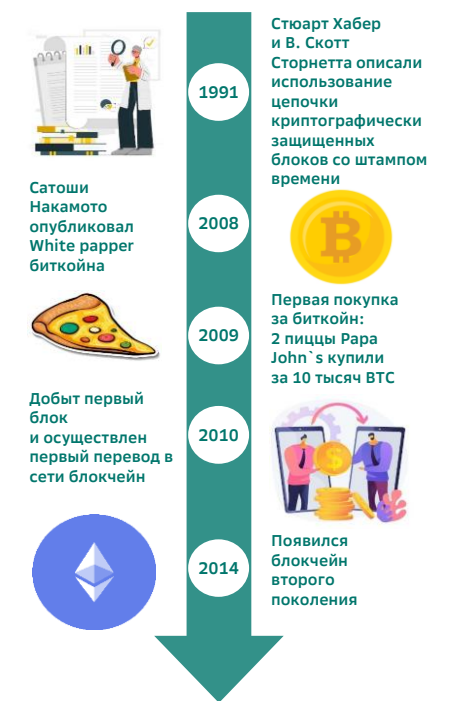 Стюарт Хабер
и В. Скотт
Сторнетта описали
использование
цепочки
криптографически
защищенных
блоков со штампом
времени
1991
Сатоши
Накамото
опубликовал
White papper
биткойна
2008
Первая покупка
за биткойн:
2 пиццы Papa
John`s купили
за 10 тысяч BTC
2009
Добыт первый
блок
и осуществлен
первый перевод в
сети блокчейн
2010
Появился
блокчейн
второго
поколения
2014